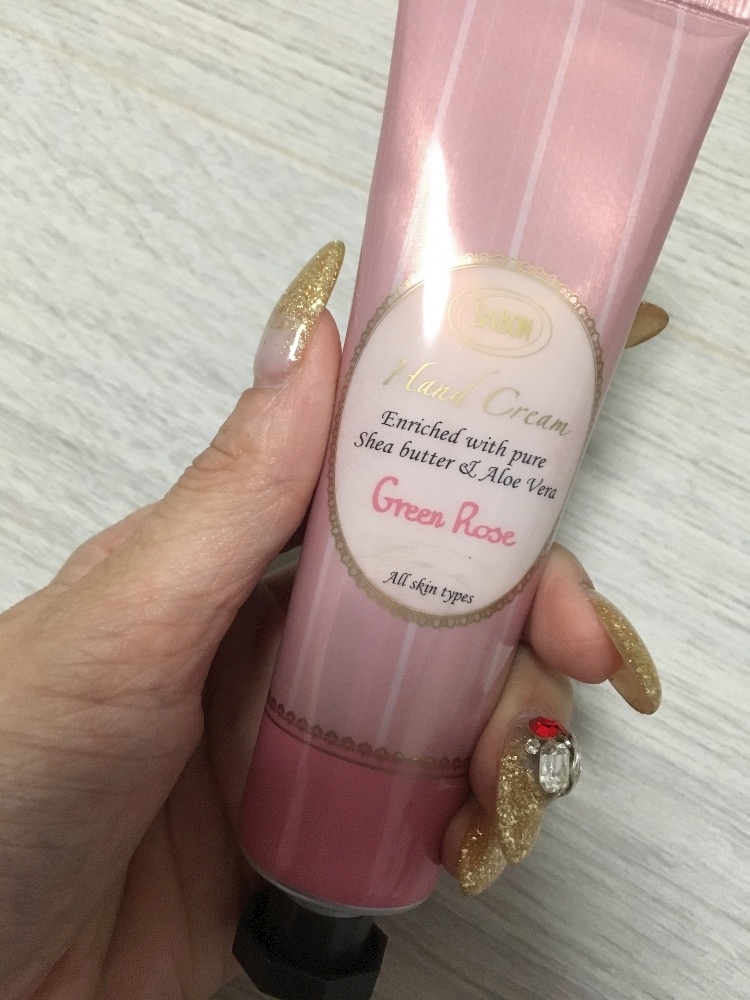 SABON
Hand Cream
Enriched with pure
Shea butter & Aloe Vera
Green Rose
All skin types